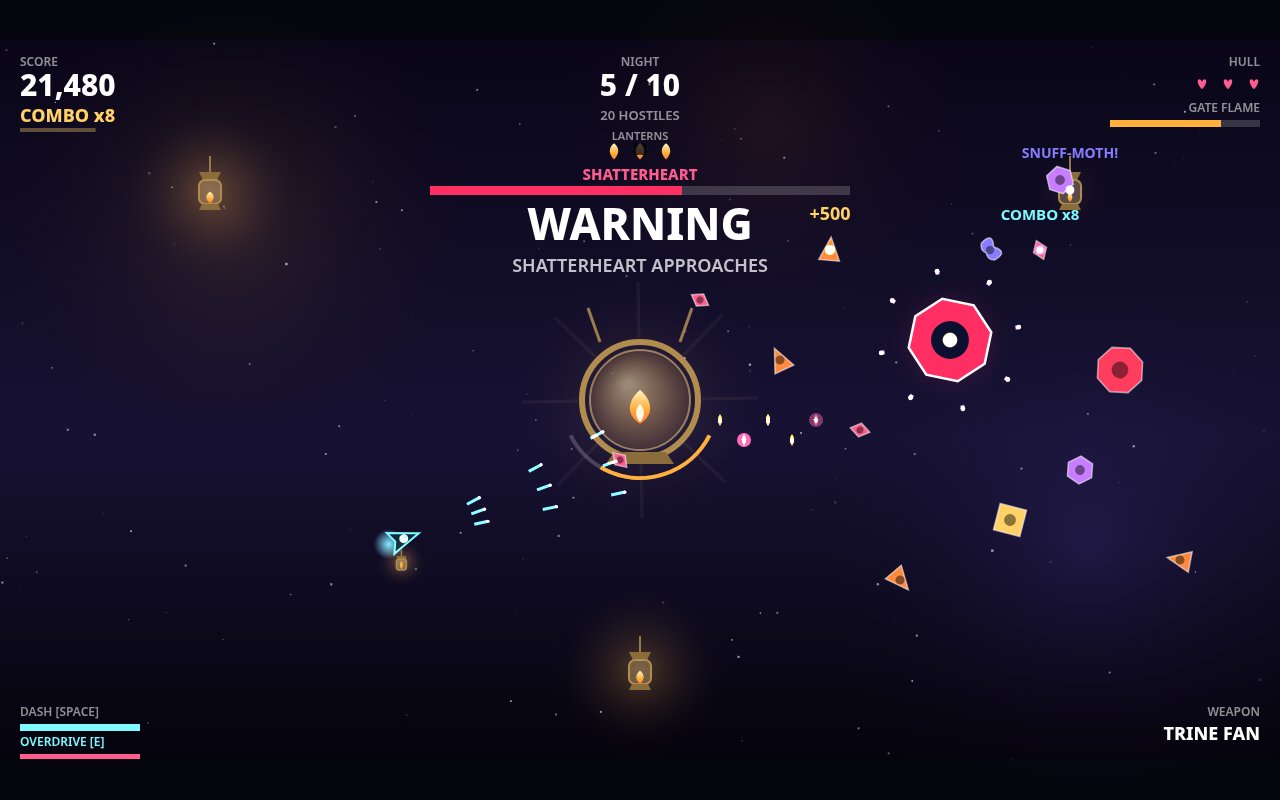 SCORE
21,480
COMBO x8
NIGHT
5 / 10
20 HOSTILES
LANTERNS
SHATTERHEART
WARNING
SHATTERHEART APPROACHES
+500
HULL
GATE FLAME
SNUFF-MOTH!
COMBO x8
DASH [SPACE]
OVERDRIVE [E]
WEAPON
TRINE FAN